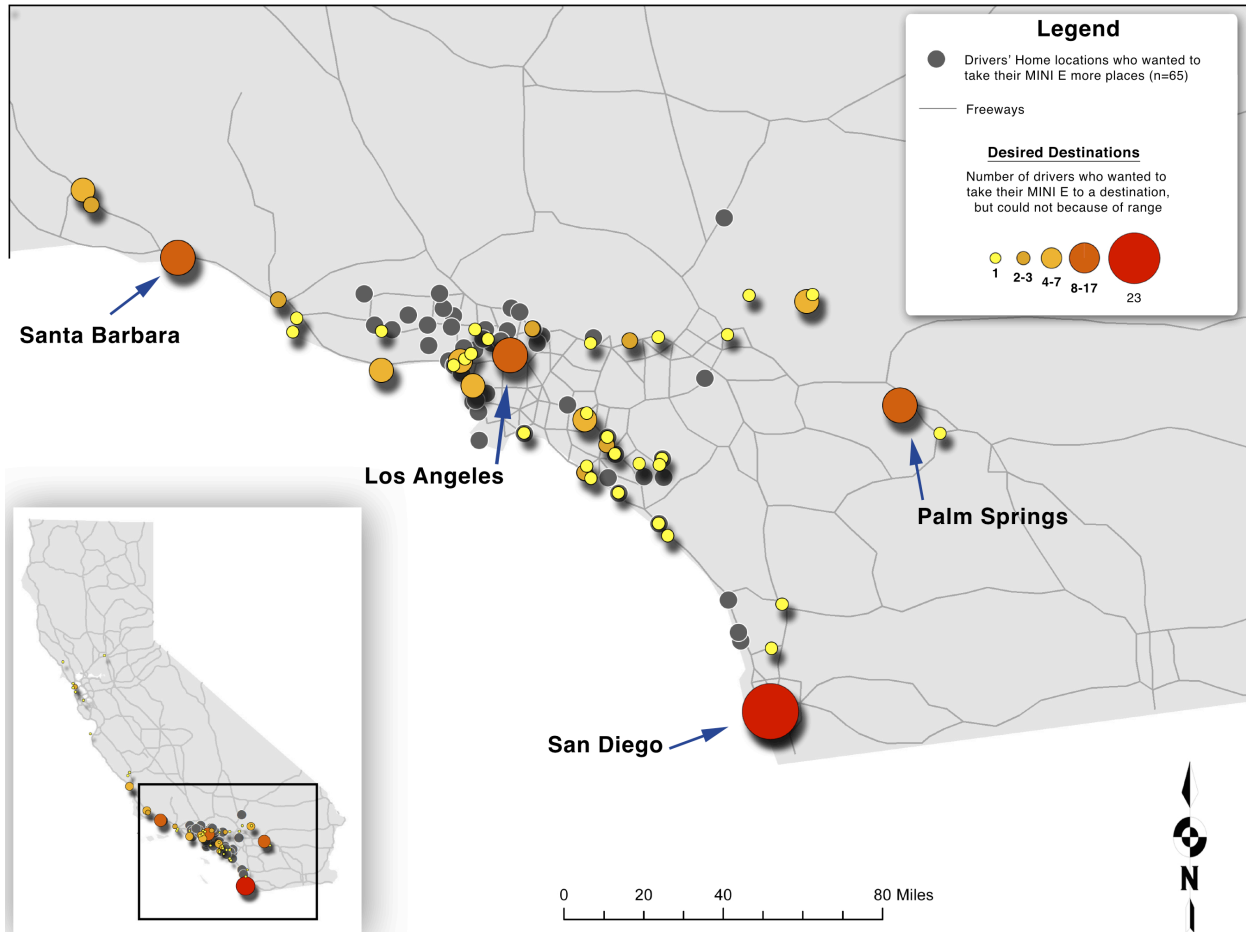 Legend
Drivers' Home locations who wanted to
take their MINI E more places (n=65)
Freeways
Desired Destinations
Number of drivers who wanted to
take their MINI E to a destination,
but could not because of range
1
2-3
4-7
8-17
23
Santa Barbara
Los Angeles
Palm Springs
San Diego
0 20 40 80 Miles
N